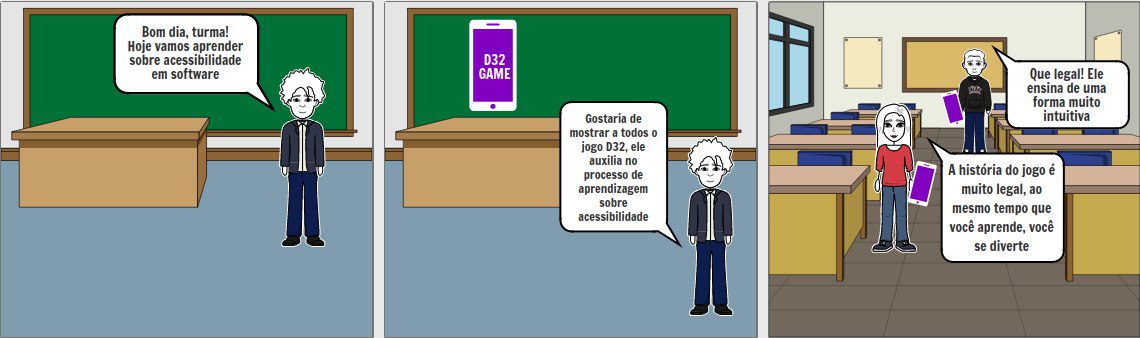 Bom dia, turma!
Hoje vamos aprender
sobre acessibilidade
em software
D32
GAME
Gostaria de
mostrar a todos o
jogo D32, ele
auxilia no
processo de
aprendizagem
sobre
acessibilidade
Que legal! Ele
ensina de uma
forma muito
intuitiva
A história do jogo é
muito legal, ao
mesmo tempo que
você aprende, você
se diverte